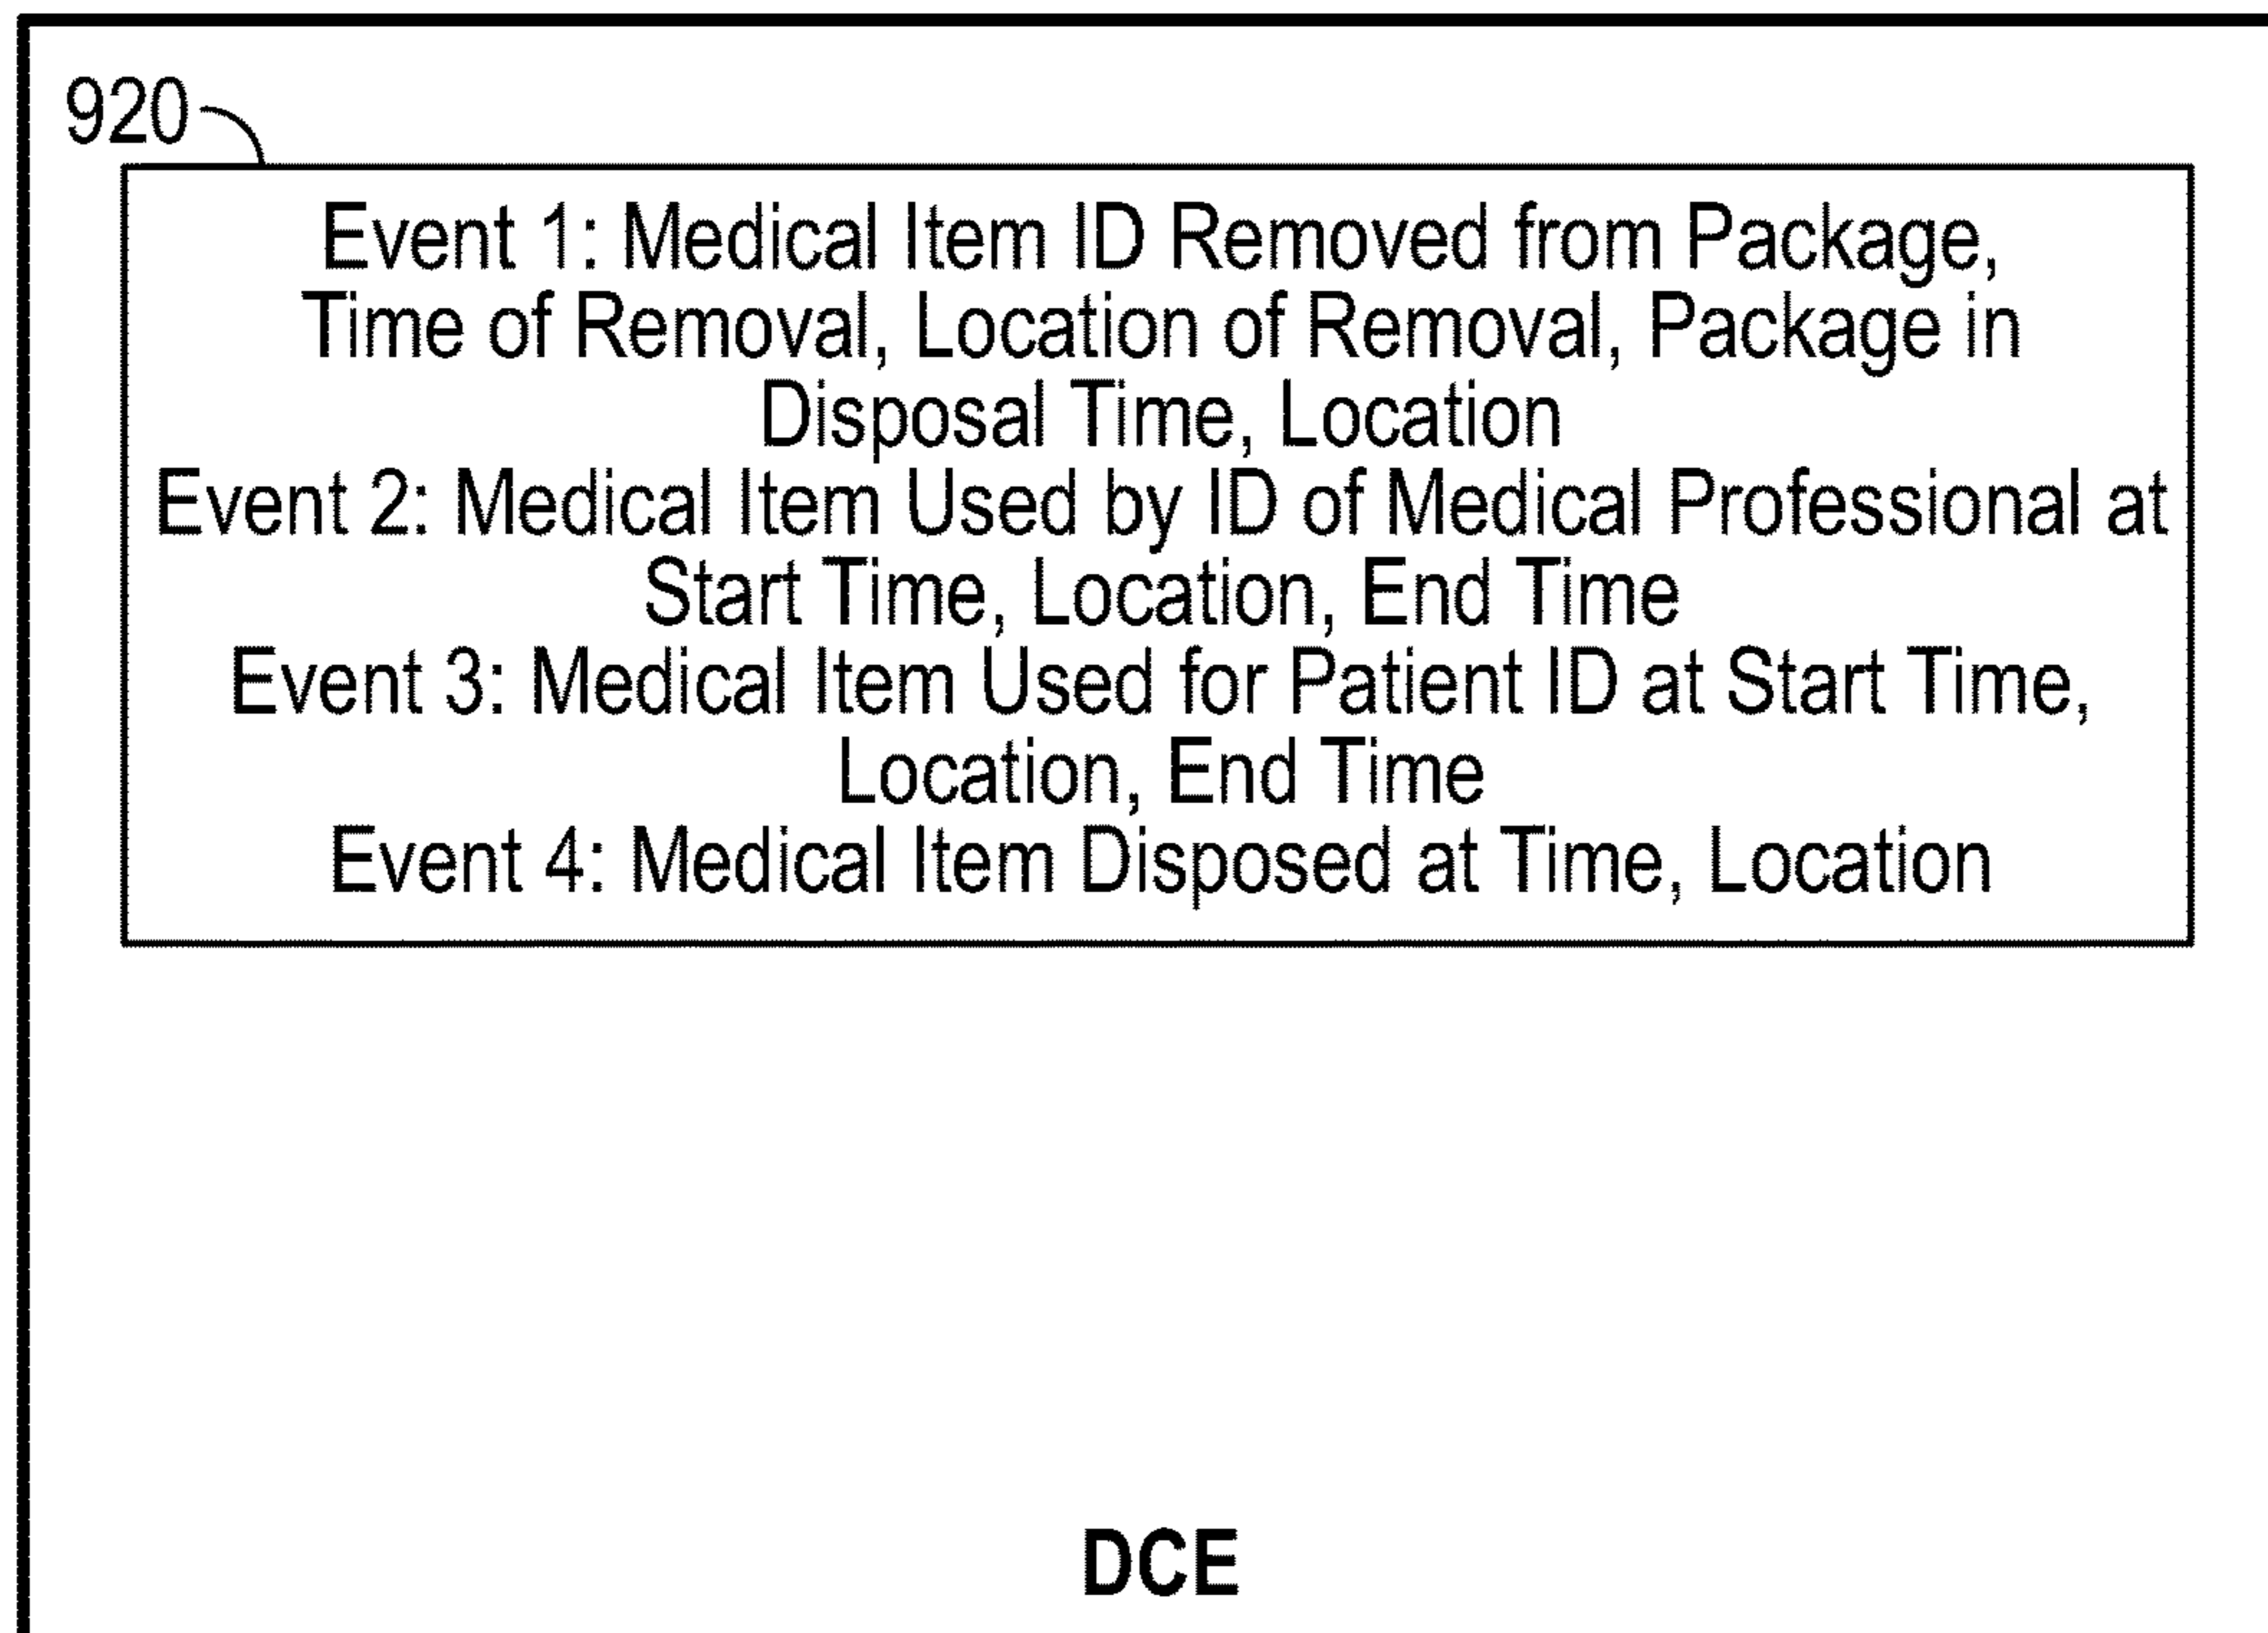 920
Event 1: Medical Item ID Removed from Package,
Time of Removal, Location of Removal, Package in
Disposal Time, Location
Event 2: Medical Item Used by ID of Medical Professional at
Start Time, Location, End Time
Event 3: Medical Item Used for Patient ID at Start Time,
Location, End Time
Event 4: Medical Item Disposed at Time, Location
DCE